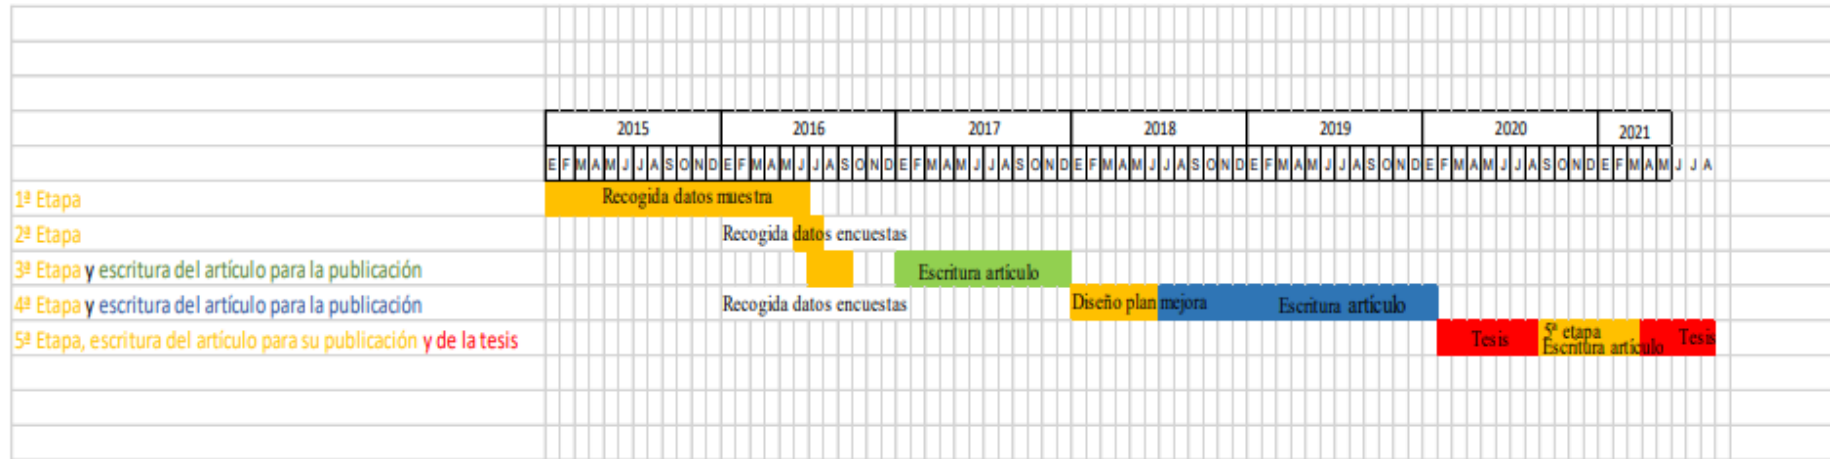 2015 2016 2017 2018 2019 2020 2021
E F M A M J J A S O N D E F M A M J J A S O N D E F M A M J J A S O N D E F M A M J J A S O N D E F M A M J J A S O N D E F M A M J J A S O N D E F M A M J J A
1ª Etapa Recogida datos muestra
2ª Etapa Recogida datos encuestas
3ª Etapa y escritura del artículo para la publicación Escritura artículo
4ª Etapa y escritura del artículo para la publicación Recogida datos encuestas Diseño plan mejora Escritura artículo
5ª Etapa, escritura del artículo para su publicación y de la tesis Tesis 5ª etapa Escritura artículo Tesis